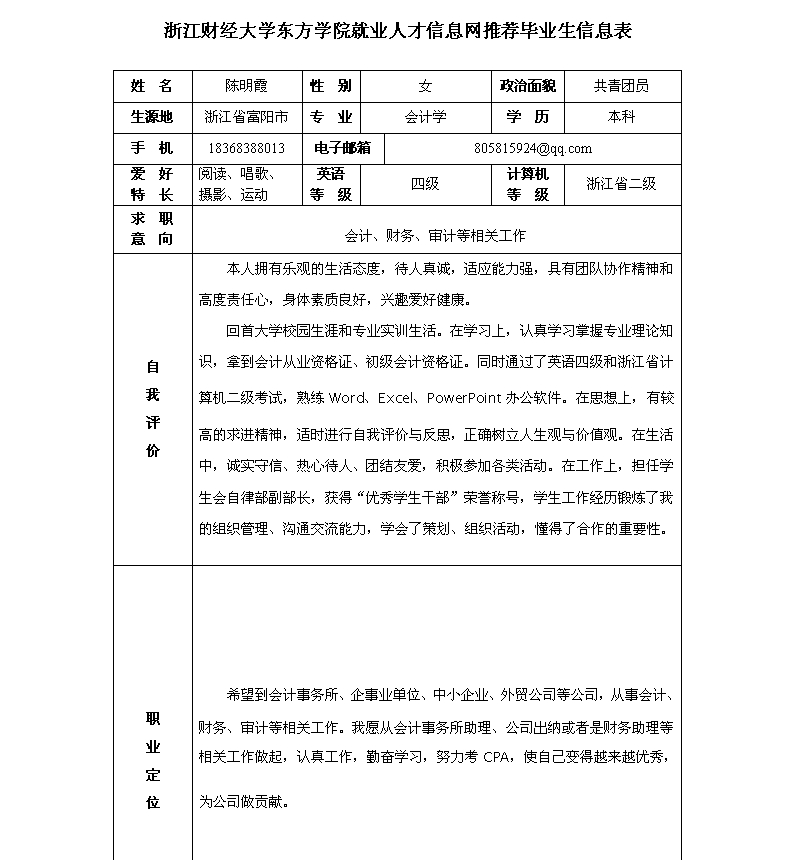 浙江财经大学东方学院就业人才信息网推荐毕业生信息表
姓 名 陈明霞 性 别 女 政治面貌 共青团员
生源地 浙江省富阳市 专 业 会计学 学 历 本科
手 机 18368388013 电子邮箱 805815924@qq.com
爱 好 阅读、唱歌、 英语 四级 计算机 浙江省二级
特 长 摄影、运动 等 级 等 级
求 职
意 向 会计、财务、审计等相关工作
本人拥有乐观的生活态度，待人真诚，适应能力强，具有团队协作精神和
高度责任心，身体素质良好，兴趣爱好健康。
回首大学校园生涯和专业实训生活。在学习上，认真学习掌握专业理论知
识，拿到会计从业资格证、初级会计资格证。同时通过了英语四级和浙江省计
算机二级考试，熟练 Word、Excel、PowerPoint 办公软件。在思想上，有较
高的求进精神，适时进行自我评价与反思，正确树立人生观与价值观。在生活
中，诚实守信、热心待人、团结友爱，积极参加各类活动。在工作上，担任学
生会自律部副部长，获得“优秀学生干部”荣誉称号，学生工作经历锻炼了我
的组织管理、沟通交流能力，学会了策划、组织活动，懂得了合作的重要性。
自
我
评
价
希望到会计事务所、企事业单位、中小企业、外贸公司等公司，从事会计、
财务、审计等相关工作。我愿从会计事务所助理、公司出纳或者是财务助理等
相关工作做起，认真工作，勤奋学习，努力考 CPA，使自己变得越来越优秀，
为公司做贡献。
职
业
定
位